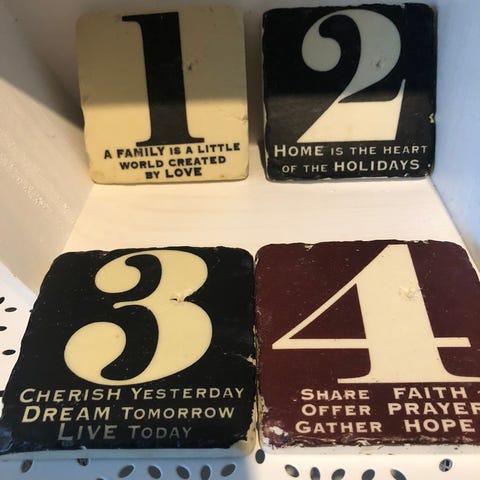 1
A FAMILY IS A LITTLE
WORLD CREATED
BY LOVE
2
HOME IS THE HEART
OF THE HOLIDAYS
3
CHERISH YESTERDAY
DREAM TOMORROW
LIVE TODAY
4
SHARE FAITH
OFFER PRAYER
GATHER HOPE